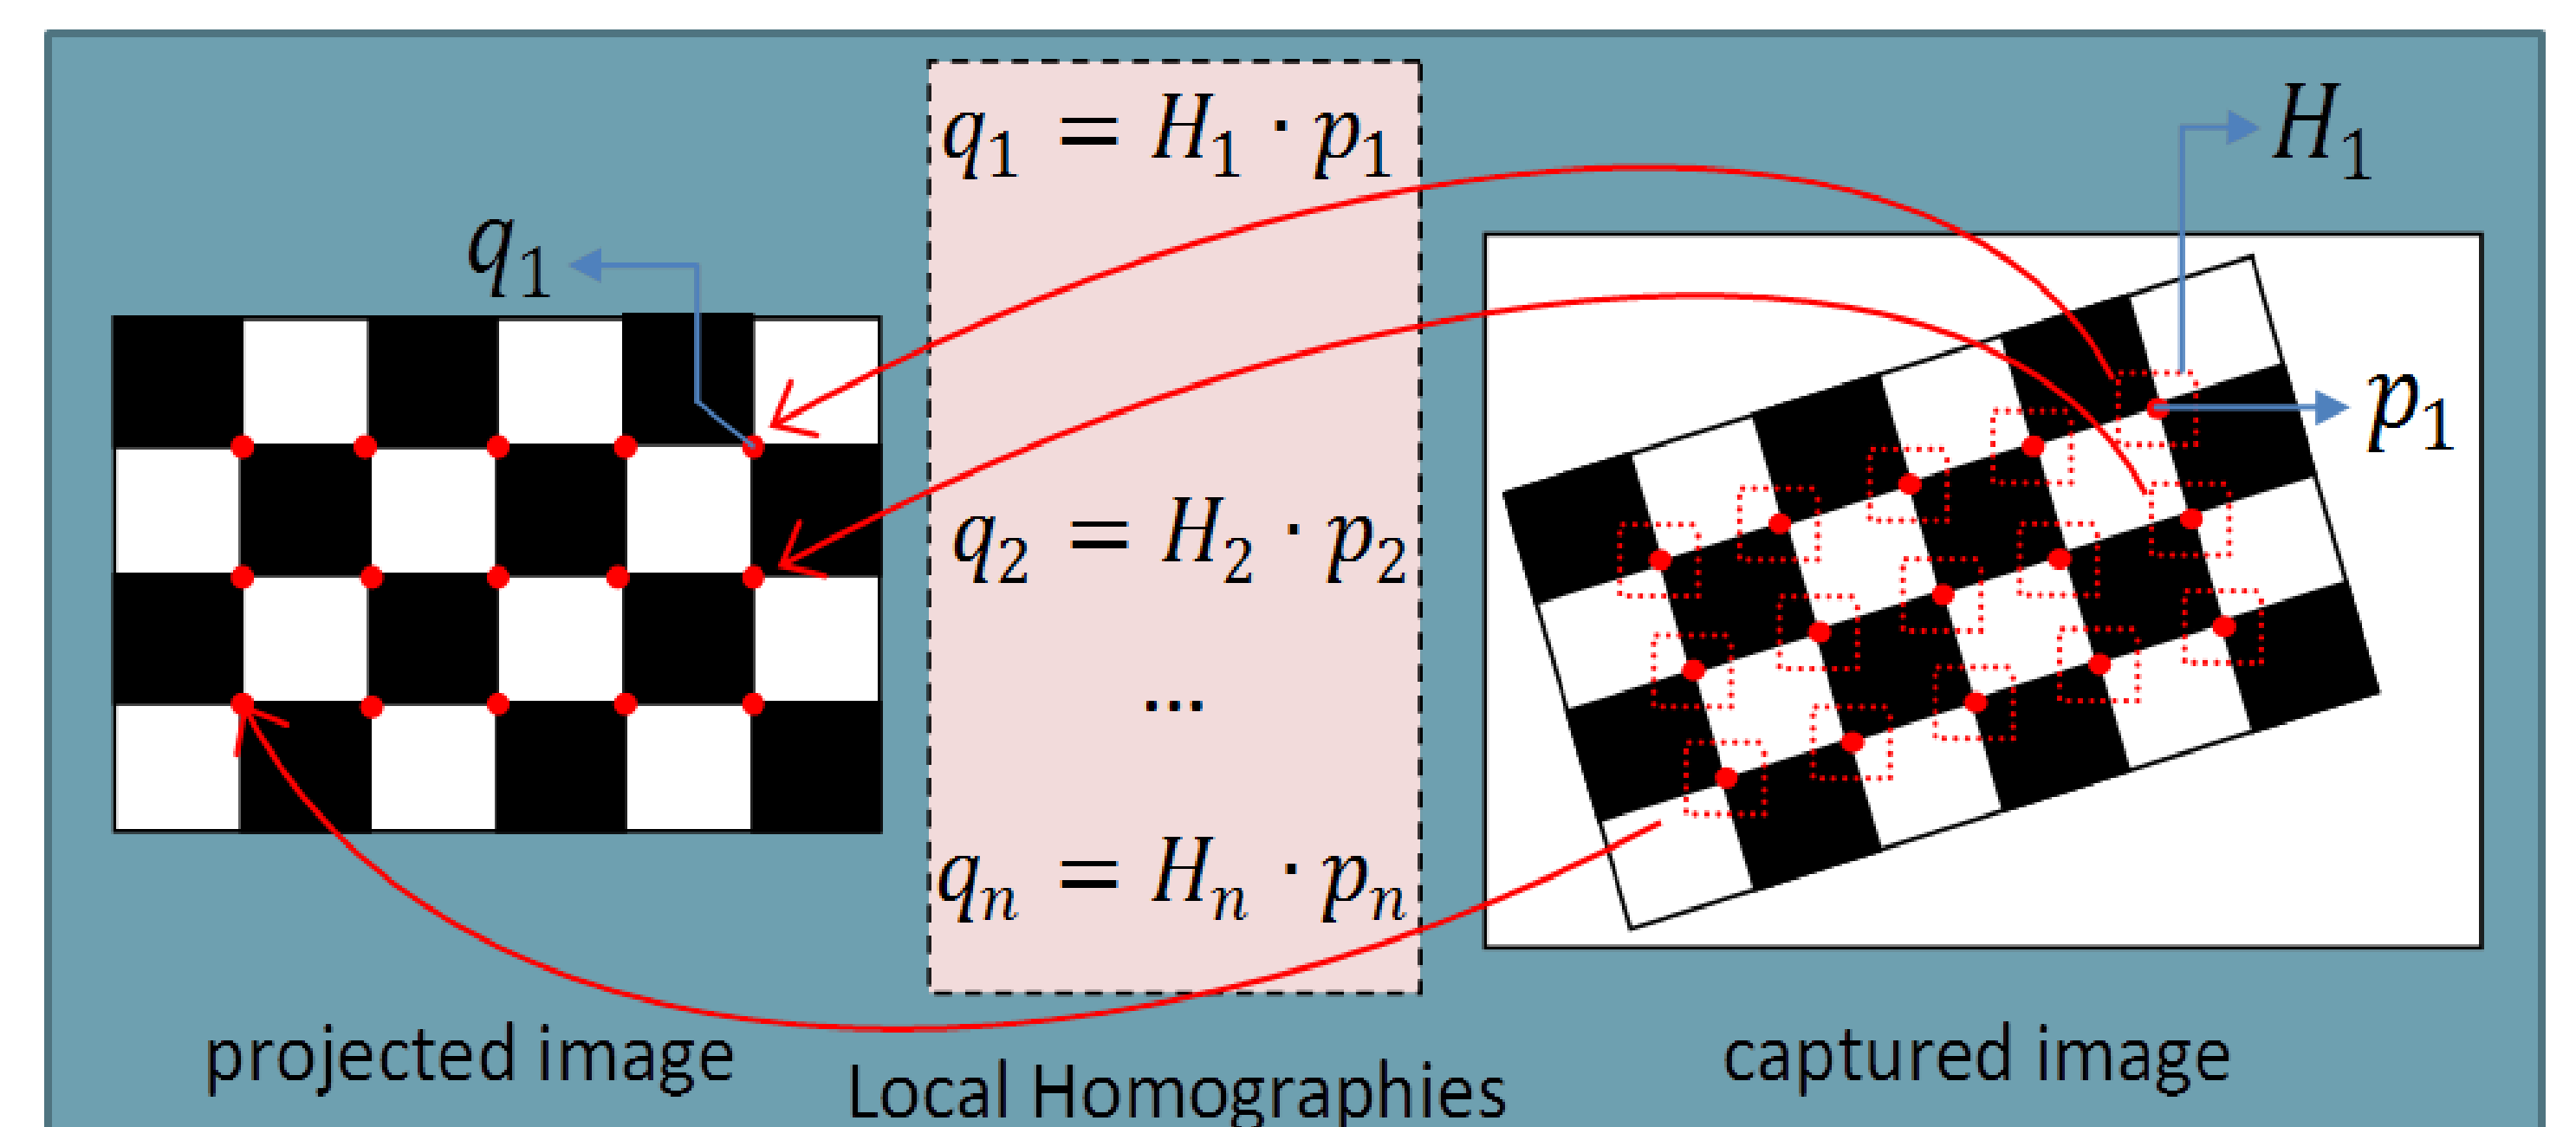 q₁ = H₁ · p₁
H₁
q₁
p₁
q₂ = H₂ · p₂
...
qₙ = Hₙ · pₙ
projected image
Local Homographies
captured image